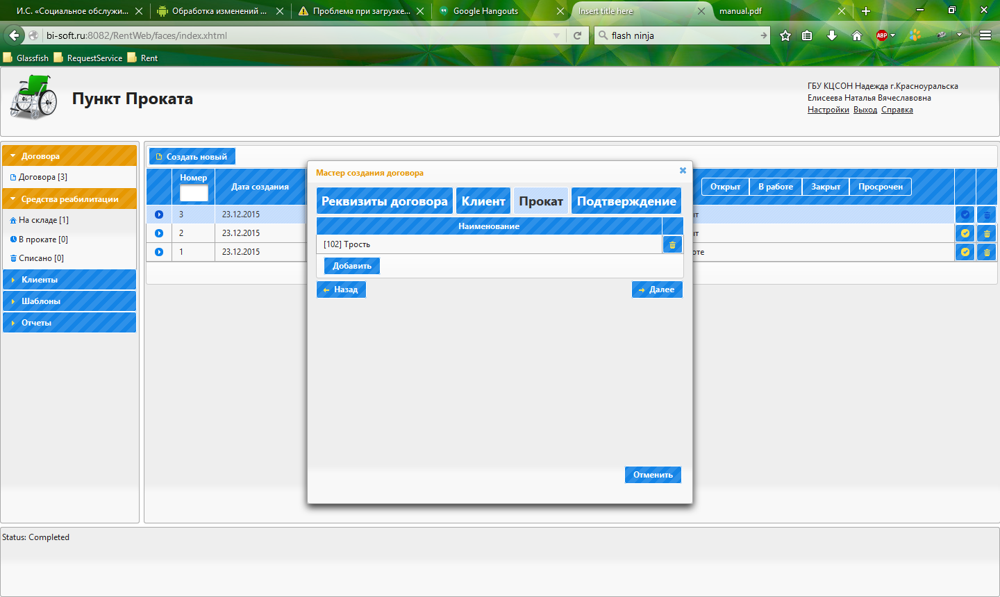 И.С. «Социальное обслужи...
Обработка изменений ...
Проблема при загрузке...
Google Hangouts
Insert title here
manual.pdf
bi-soft.ru:8082/RentWeb/faces/index.xhtml
flash ninja
ABP
Glassfish
RequestService
Rent
Пункт Проката
ГБУ КЦСОН Надежда г.Красноуральска
Елисеева Наталья Вячеславовна
Настройки Выход Справка
Договора
Договора [3]
Средства реабилитации
На складе [1]
В прокате [0]
Списано [0]
Клиенты
Шаблоны
Отчеты
Создать новый
Номер
Дата создания
Открыт
В работе
Закрыт
Просрочен
3 23.12.2015
2 23.12.2015
1 23.12.2015
Мастер создания договора
Реквизиты договора
Клиент
Прокат
Подтверждение
Наименование
[102] Трость
Добавить
Назад
Далее
Отменить
Status: Completed